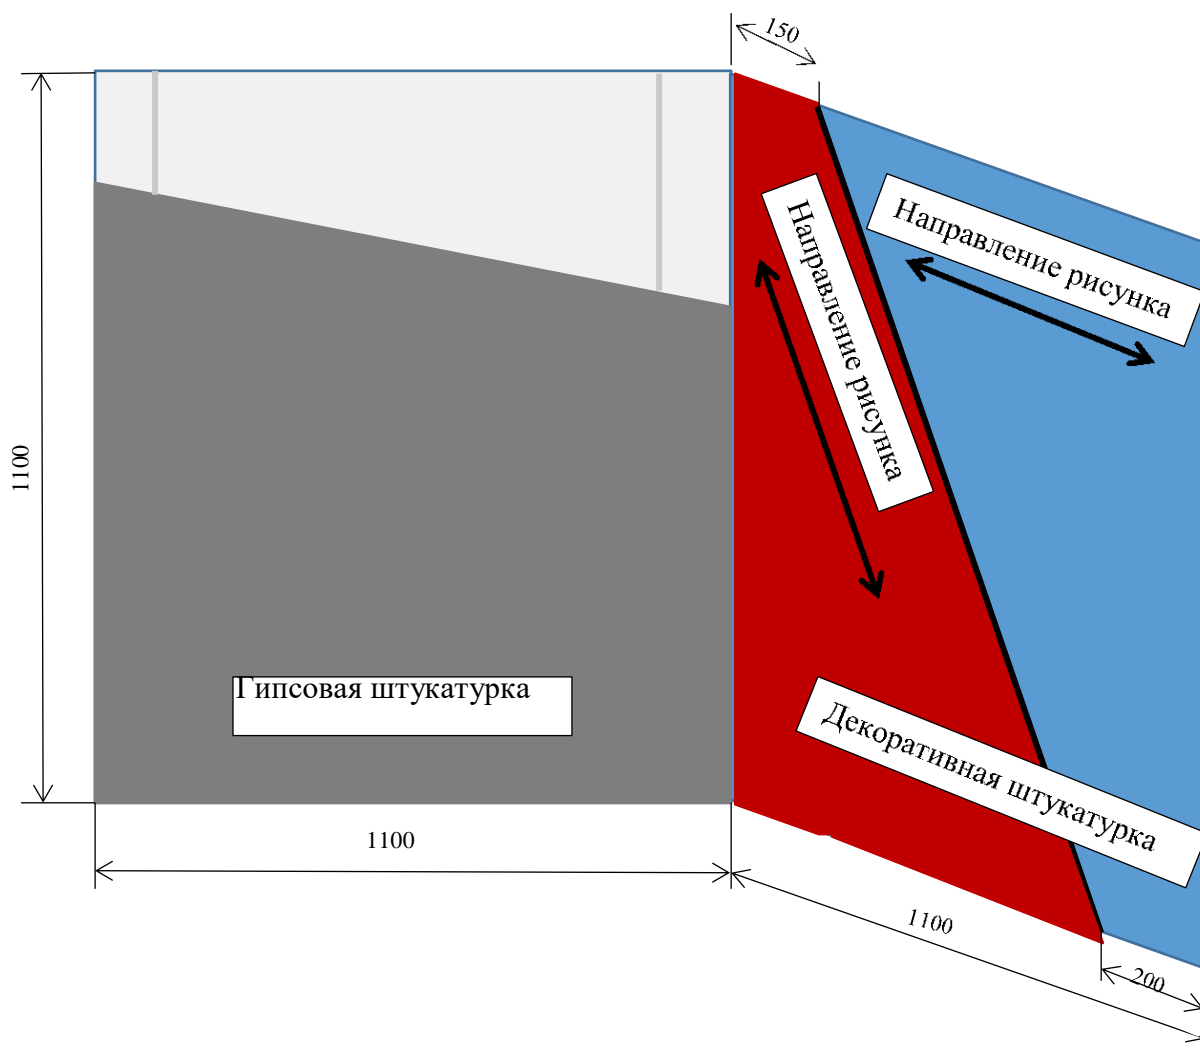 150
Направление рисунка
Направление рисунка
1100
Гипсовая штукатурка
Декоративная штукатурка
1100
1100
200